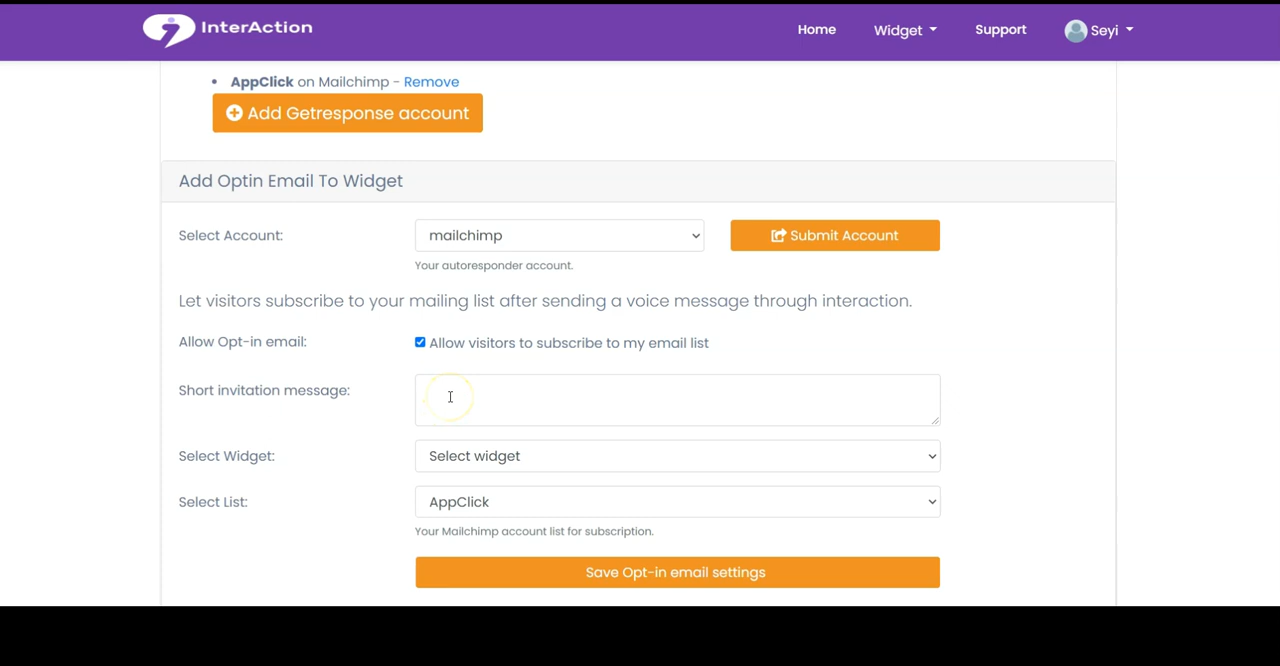 InterAction
Home
Widget
Support
Seyi
AppClick on Mailchimp - Remove
Add Getresponse account
Add Optin Email To Widget
Select Account:
mailchimp
Submit Account
Your autoresponder account.
Let visitors subscribe to your mailing list after sending a voice message through interaction.
Allow Opt-in email:
Allow visitors to subscribe to my email list
Short invitation message:
Select Widget:
Select widget
Select List:
AppClick
Your Mailchimp account list for subscription.
Save Opt-in email settings